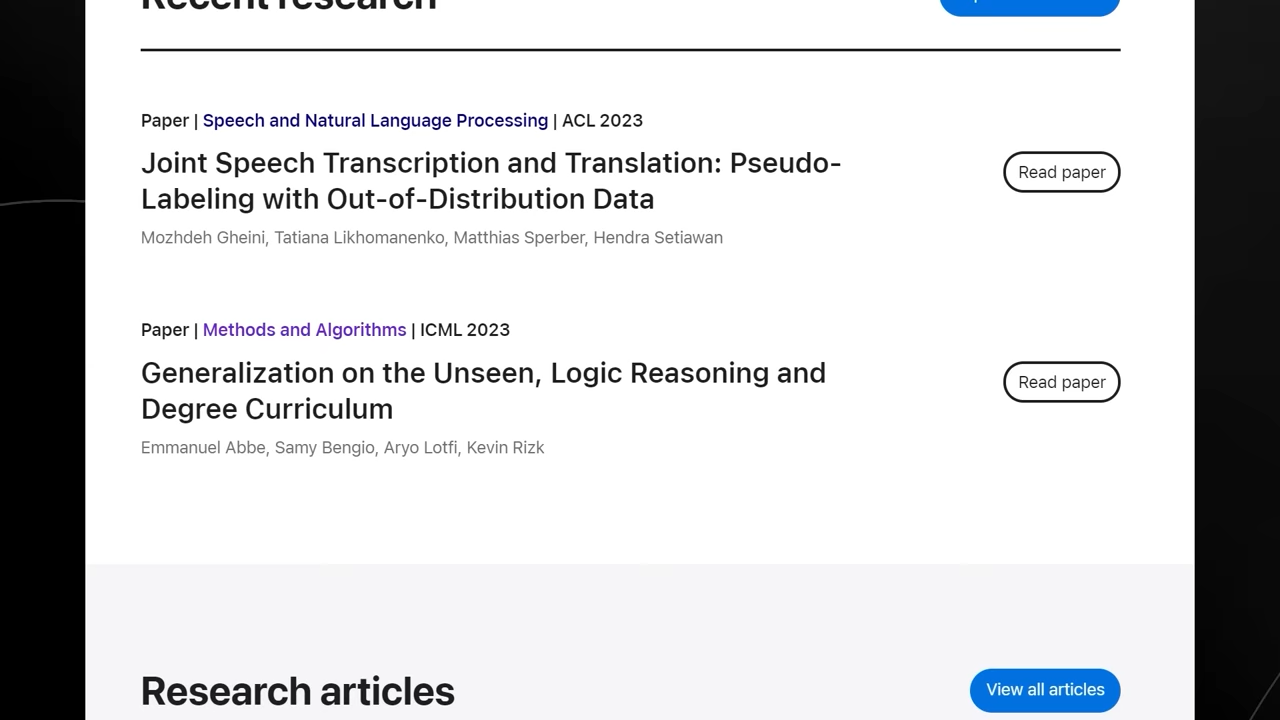 Recent research
Paper | Speech and Natural Language Processing | ACL 2023
Joint Speech Transcription and Translation: Pseudo-
Labeling with Out-of-Distribution Data
Read paper
Mozhdeh Gheini, Tatiana Likhomanenko, Matthias Sperber, Hendra Setiawan
Paper | Methods and Algorithms | ICML 2023
Generalization on the Unseen, Logic Reasoning and
Degree Curriculum
Read paper
Emmanuel Abbe, Samy Bengio, Aryo Lotfi, Kevin Rizk
Research articles
View all articles